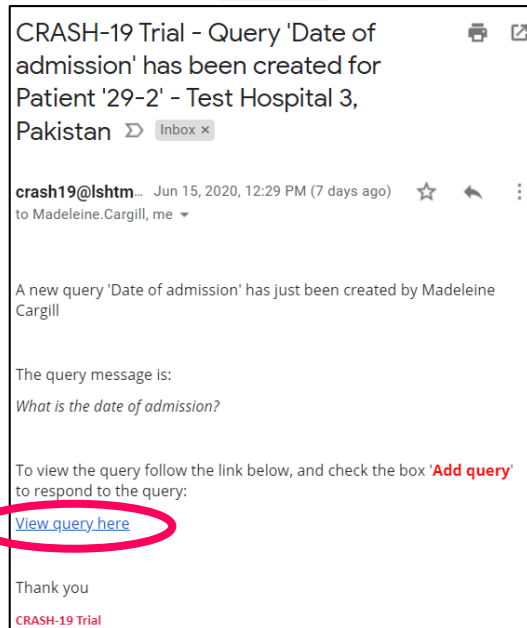 CRASH-19 Trial - Query 'Date of
admission' has been created for
Patient '29-2' - Test Hospital 3,
Pakistan Inbox ×
crash19@lshtm... Jun 15, 2020, 12:29 PM (7 days ago)
to Madeleine.Cargill, me
A new query 'Date of admission' has just been created by Madeleine
Cargill
The query message is:
What is the date of admission?
To view the query follow the link below, and check the box 'Add query'
to respond to the query:
View query here
Thank you
CRASH-19 Trial